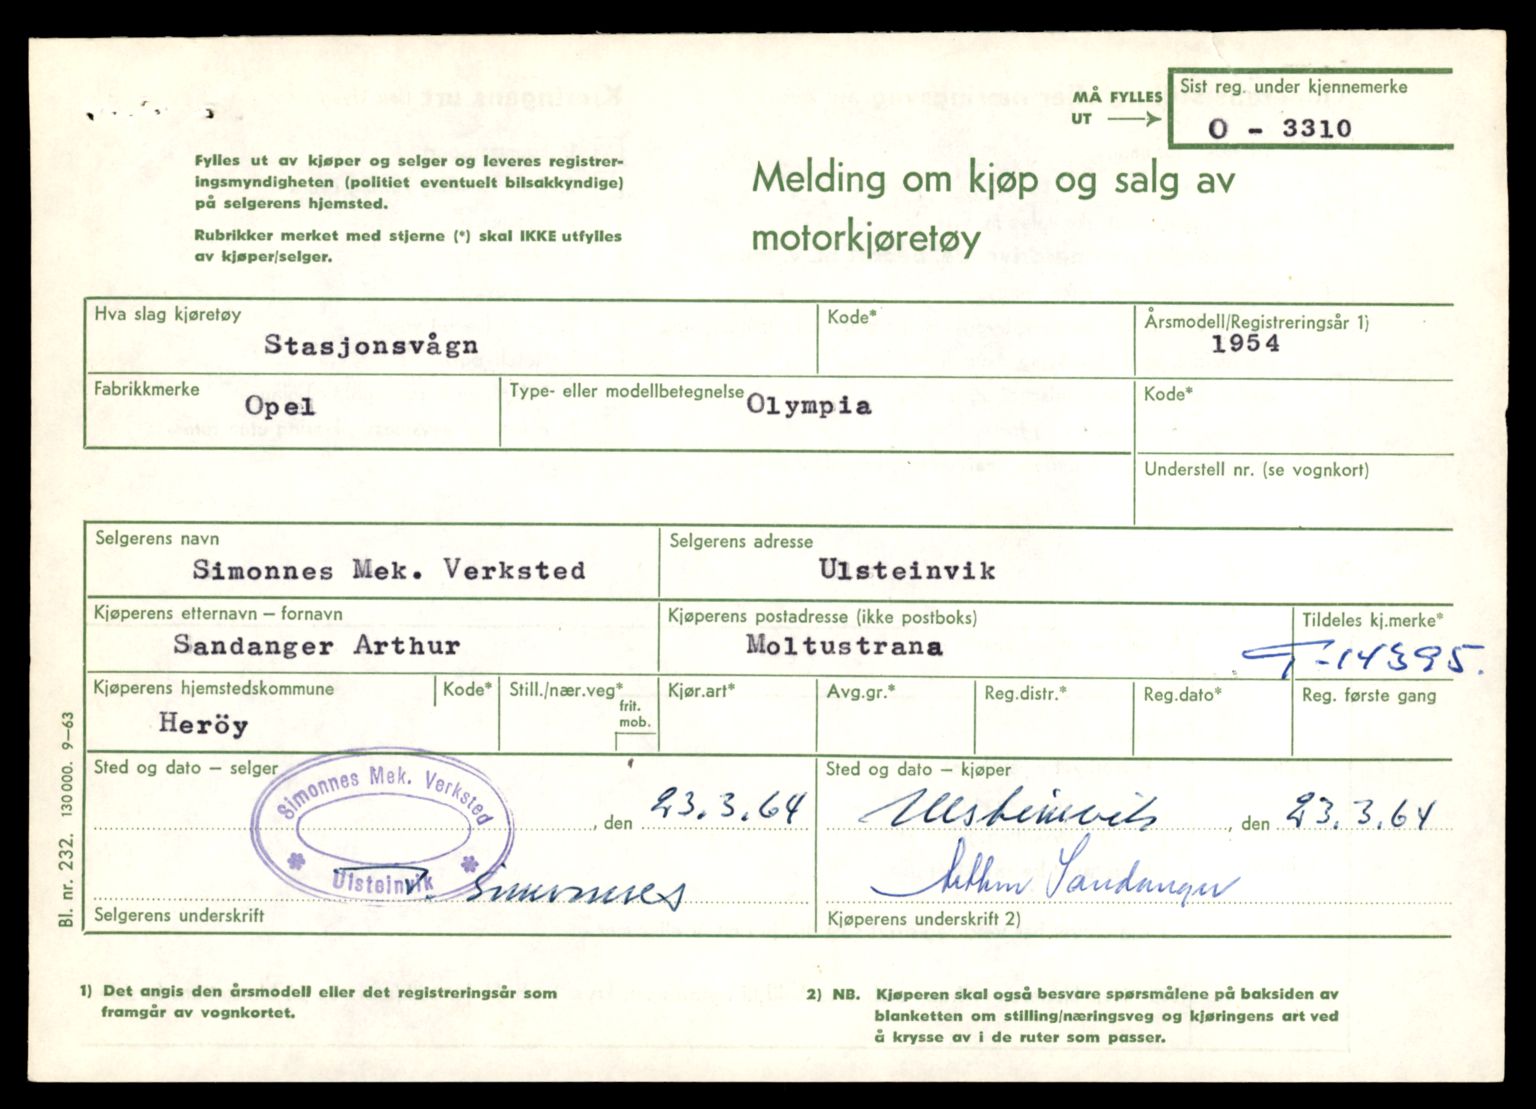 MÅ FYLLES
UT
Sist reg. under kjennemerke
O - 3310
Fylles ut av kjøper og selger og leveres registrer-
ingsmyndigheten (politiet eventuelt bilsakkyndige)
på selgerens hjemsted.
Rubrikker merket med stjerne (*) skal IKKE utfylles
av kjøper/selger.
Melding om kjøp og salg av
motorkjøretøy
Hva slag kjøretøy
Stasjonsvågn
Kode*
Årsmodell/Registreringsår 1)
1954
Fabrikkmerke
Opel
Type- eller modellbetegnelse
Olympia
Kode*
Understell nr. (se vognkort)
Selgerens navn
Simonnes Mek. Verksted
Selgerens adresse
Ulsteinvik
Kjøperens etternavn – fornavn
Sandanger Arthur
Kjøperens postadresse (ikke postboks)
Moltustrana
Tildeles kj.merke*
T-14395.
Kjøperens hjemstedskommune
Heröy
Kode*
Still./nær.veg*
frit.
mob.
Kjør.art*
Avg.gr.*
Reg.distr.*
Reg.dato*
Reg. første gang
Sted og dato – selger
Simonnes Mek. Verksted
Ulsteinvik
, den 23.3.64
Simonnes
Selgerens underskrift
Sted og dato – kjøper
Ulsteinvik, den 23.3.64
Arthur Sandanger
Kjøperens underskrift 2)
Bl. nr. 232. 130 000. 9–63
1) Det angis den årsmodell eller det registreringsår som
framgår av vognkortet.
2) NB. Kjøperen skal også besvare spørsmålene på baksiden av
blanketten om stilling/næringsveg og kjøringens art ved
å krysse av i de ruter som passer.